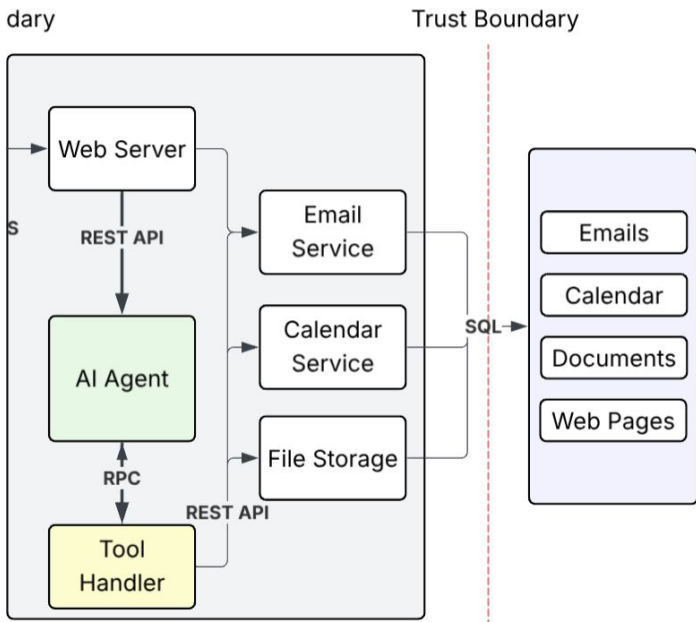 dary
Trust Boundary
Web Server
S
REST API
Email
Service
Emails
Calendar
Service
Calendar
SQL
AI Agent
Documents
File Storage
Web Pages
RPC
REST API
Tool
Handler